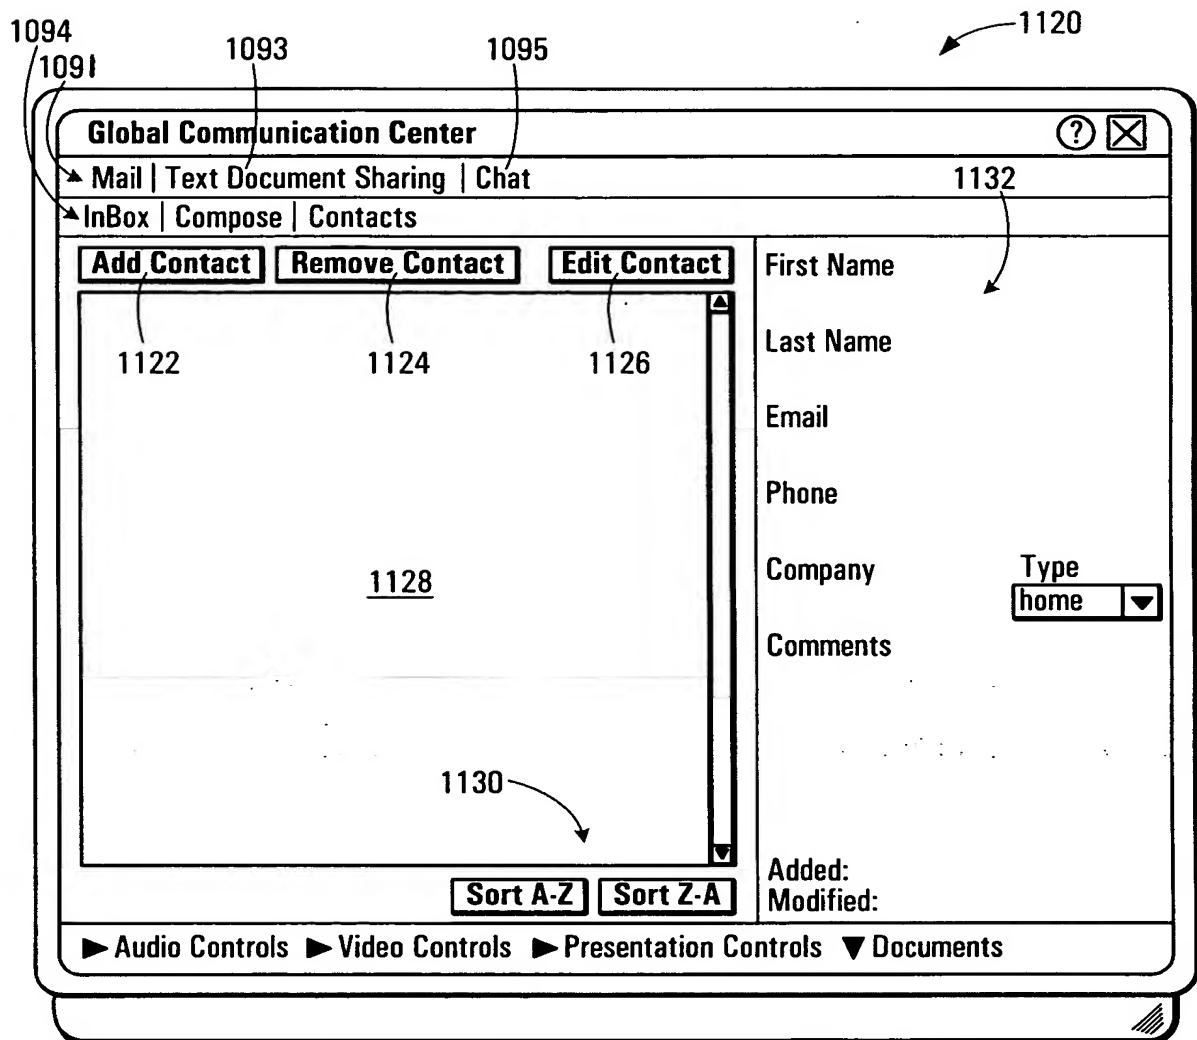 1120
1094
1093
1095
1091
Global Communication Center
?
Mail | Text Document Sharing | Chat
1132
InBox | Compose | Contacts
Add Contact
Remove Contact
Edit Contact
First Name
1122
1124
1126
Last Name
Email
Phone
1128
Company
Type
home
Comments
1130
Added:
Sort A-Z
Sort Z-A
Modified:
Audio Controls
Video Controls
Presentation Controls
Documents